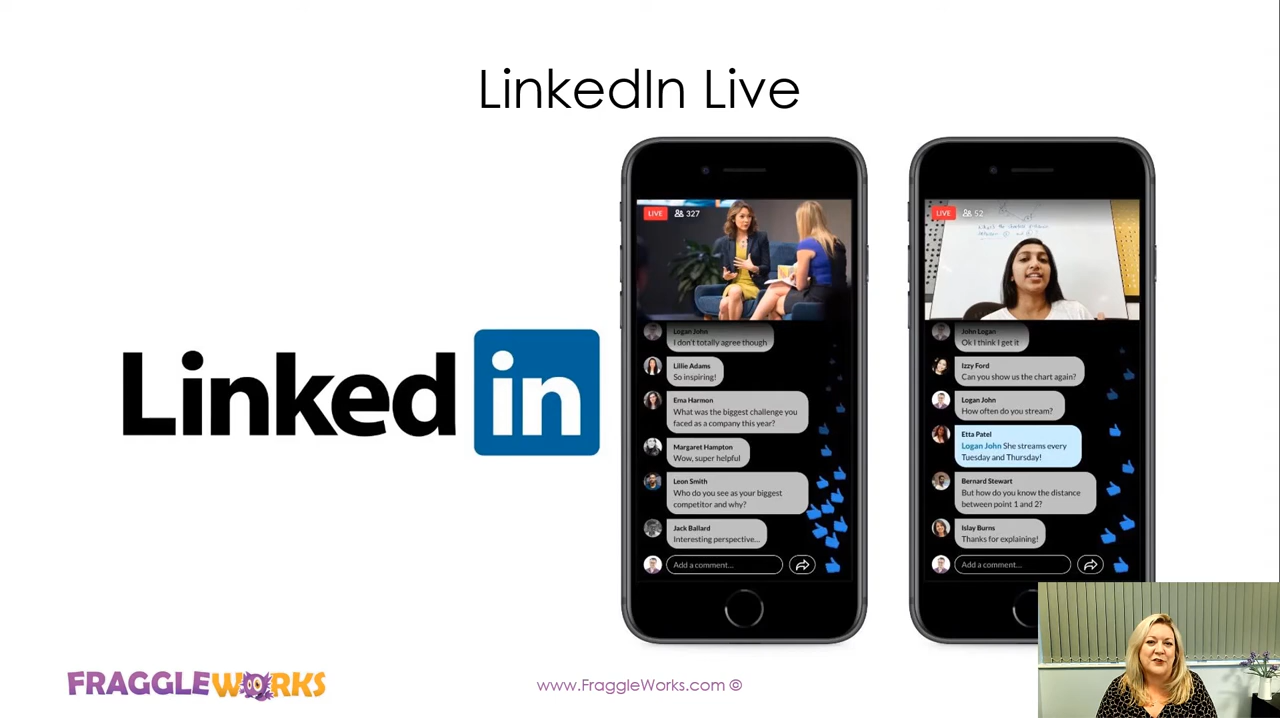 LinkedIn Live
Linked in
LIVE 327
Logan John
I don't totally agree though
Lillie Adams
So inspiring!
Ema Harmon
What was the biggest challenge you
faced as a company this year?
Margaret Hampton
Wow, super helpful
Leon Smith
Who do you see as your biggest
competitor and why?
Jack Ballard
Interesting perspective...
Add a comment...
LIVE 52
John Logan
Ok I think I get it
Izzy Ford
Can you show us the chart again?
Logan John
How often do you stream?
Etta Patel
Logan John She streams every
Tuesday and Thursday!
Bernard Stewart
But how do you know the distance
between point 1 and 2?
Islay Burns
Thanks for explaining!
Add a comment...
FRAGGLEWORKS
www.FraggleWorks.com ©